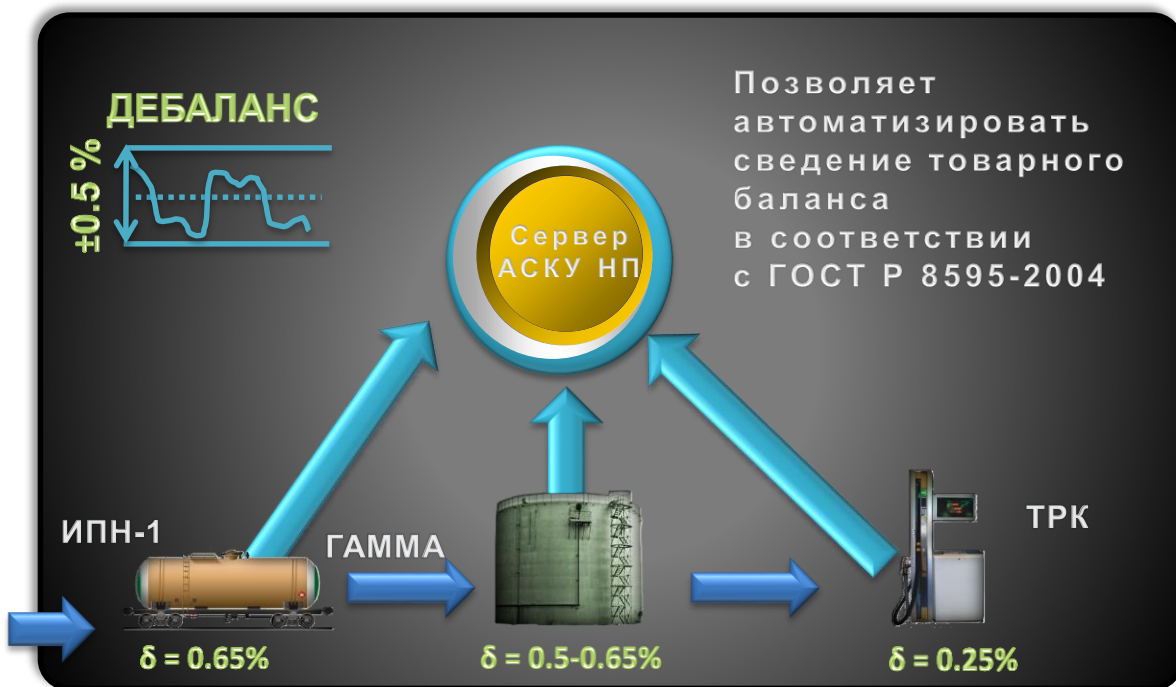 ДЕБАЛАНС
±0.5 %
Позволяет
автоматизировать
сведение товарного
баланса
в соответствии
с ГОСТ Р 8595-2004
Сервер
АСКУ НП
ИПН-1
ГАММА
ТРК
δ = 0.65%
δ = 0.5-0.65%
δ = 0.25%